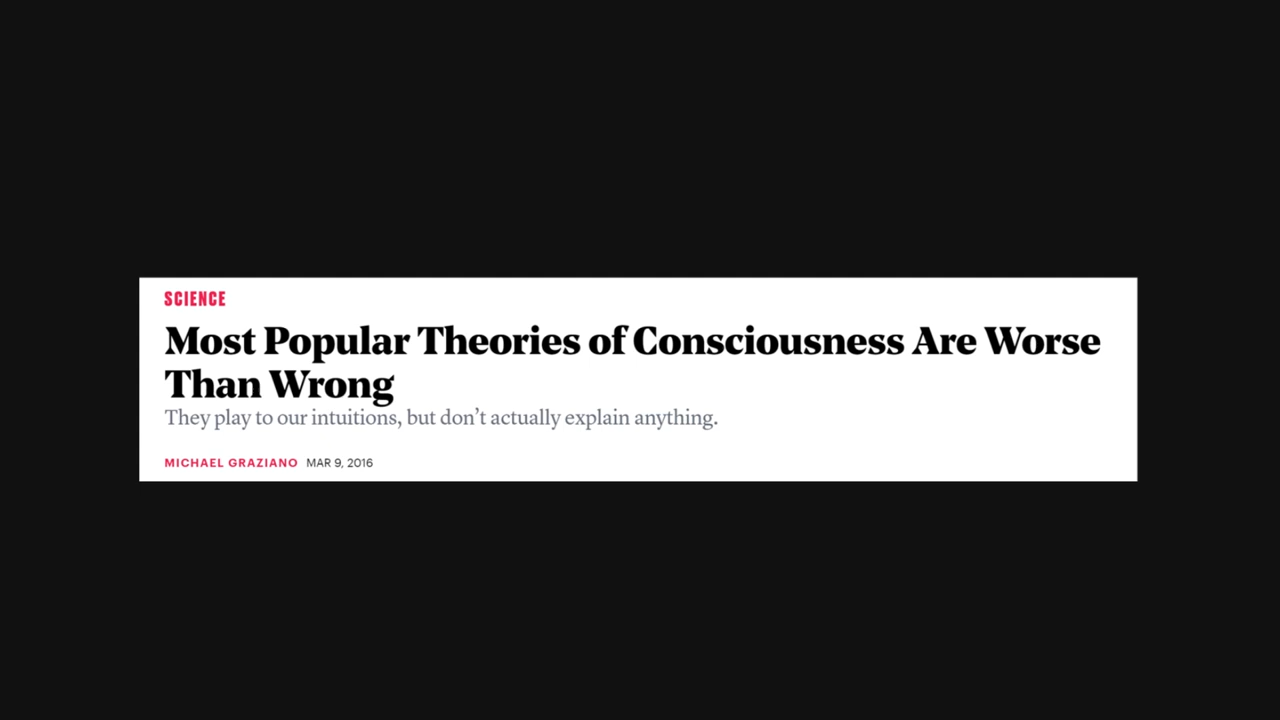 SCIENCE
Most Popular Theories of Consciousness Are Worse
Than Wrong
They play to our intuitions, but don’t actually explain anything.
MICHAEL GRAZIANO MAR 9, 2016